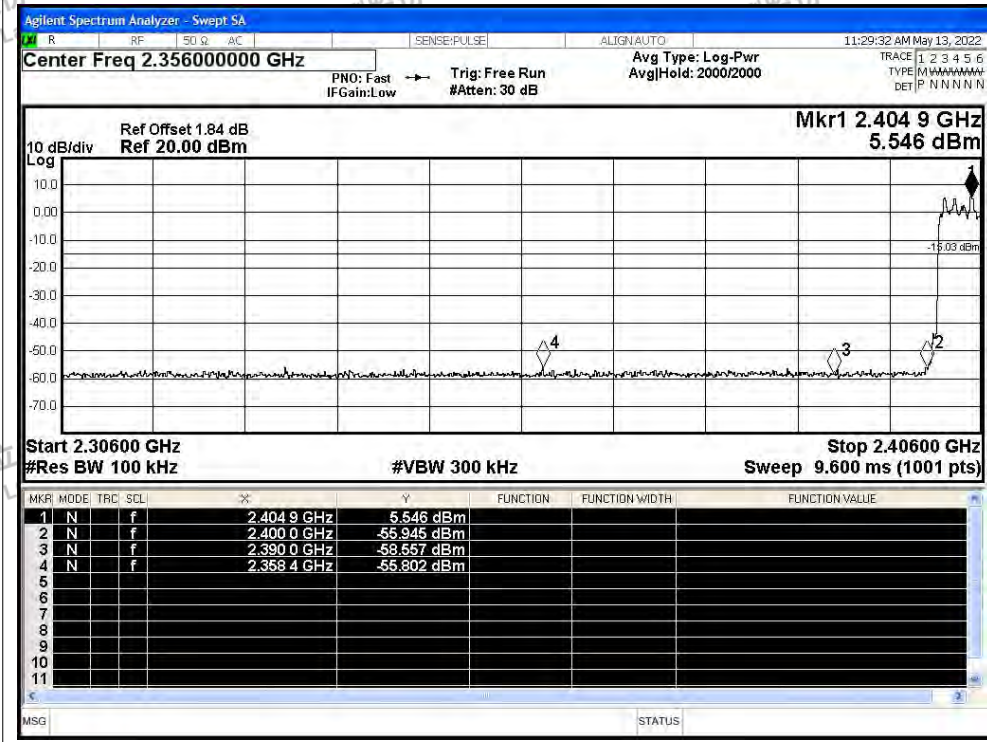 Agilent Spectrum Analyzer - Swept SA
R RF 50 Ω AC SENSE:PULSE ALIGNAUTO 11:29:32 AM May 13, 2022
Center Freq 2.356000000 GHz Avg Type: Log-Pwr TRACE 1 2 3 4 5 6
PNO: Fast Trig: Free Run Avg|Hold: 2000/2000 TYPE M
IFGain:Low #Atten: 30 dB DET P N N N N N
Mkr1 2.404 9 GHz
Ref Offset 1.84 dB
10 dB/div Ref 20.00 dBm 5.546 dBm
Log
1
10.0
0.00
-10.0
-15.03 dBm
-20.0
-30.0
-40.0
4 3 2
-50.0
-60.0
-70.0
Start 2.30600 GHz Stop 2.40600 GHz
#Res BW 100 kHz #VBW 300 kHz Sweep 9.600 ms (1001 pts)
MKR MODE TRC SCL X Y FUNCTION FUNCTION WIDTH FUNCTION VALUE
1 N f 2.404 9 GHz 5.546 dBm
2 N f 2.400 0 GHz -55.945 dBm
3 N f 2.390 0 GHz -58.557 dBm
4 N f 2.358 4 GHz -55.802 dBm
5
6
7
8
9
10
11
MSG STATUS